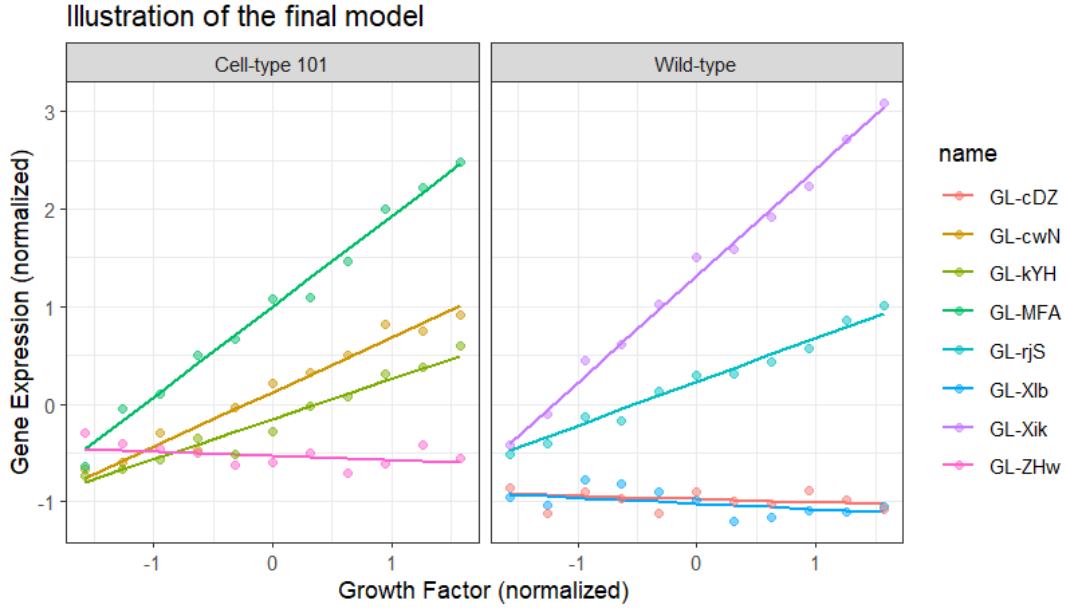 Illustration of the final model
Cell-type 101
Wild-type
Gene Expression (normalized)
3
2
1
0
-1
-1
0
1
-1
0
1
Growth Factor (normalized)
name
GL-cDZ
GL-cwN
GL-kYH
GL-MFA
GL-rjS
GL-Xlb
GL-Xik
GL-ZHw